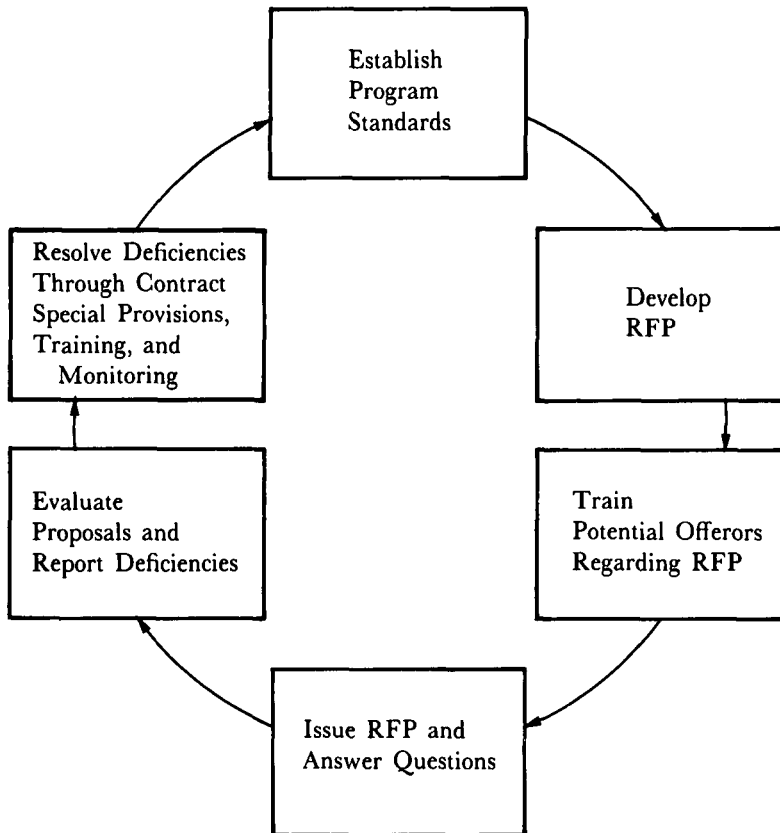 Establish
Program
Standards
Develop
RFP
Train
Potential Offerors
Regarding RFP
Issue RFP and
Answer Questions
Evaluate
Proposals and
Report Deficiencies
Resolve Deficiencies
Through Contract
Special Provisions,
Training, and
Monitoring